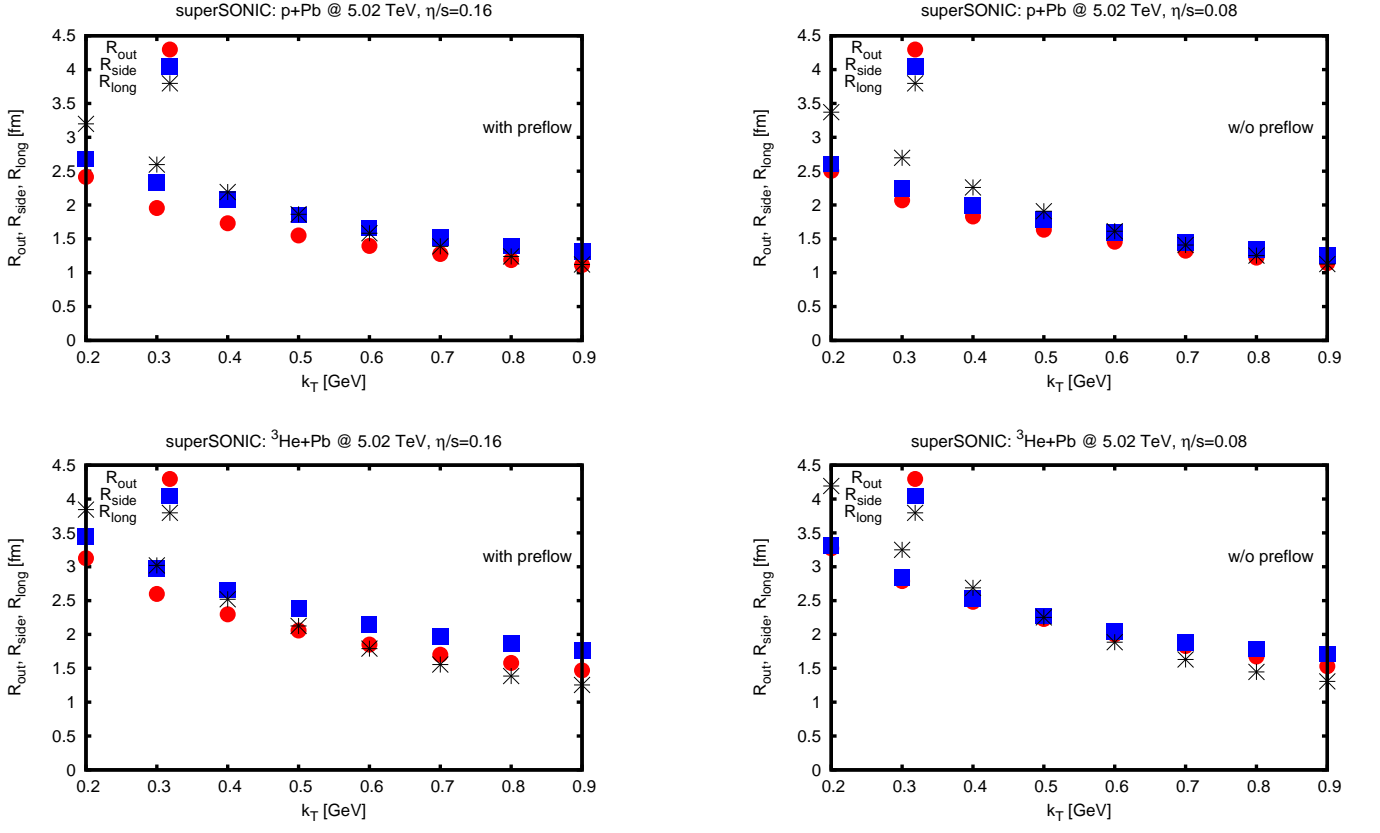 superSONIC: p+Pb @ 5.02 TeV, η/s=0.16
R_out
R_side
R_long
with preflow
R_out, R_side, R_long [fm]
4.5
4
3.5
3
2.5
2
1.5
1
0.5
0
0.2 0.3 0.4 0.5 0.6 0.7 0.8 0.9
k_T [GeV]
superSONIC: p+Pb @ 5.02 TeV, η/s=0.08
R_out
R_side
R_long
w/o preflow
R_out, R_side, R_long [fm]
4.5
4
3.5
3
2.5
2
1.5
1
0.5
0
0.2 0.3 0.4 0.5 0.6 0.7 0.8 0.9
k_T [GeV]
superSONIC: ³He+Pb @ 5.02 TeV, η/s=0.16
R_out
R_side
R_long
with preflow
R_out, R_side, R_long [fm]
4.5
4
3.5
3
2.5
2
1.5
1
0.5
0
0.2 0.3 0.4 0.5 0.6 0.7 0.8 0.9
k_T [GeV]
superSONIC: ³He+Pb @ 5.02 TeV, η/s=0.08
R_out
R_side
R_long
w/o preflow
R_out, R_side, R_long [fm]
4.5
4
3.5
3
2.5
2
1.5
1
0.5
0
0.2 0.3 0.4 0.5 0.6 0.7 0.8 0.9
k_T [GeV]